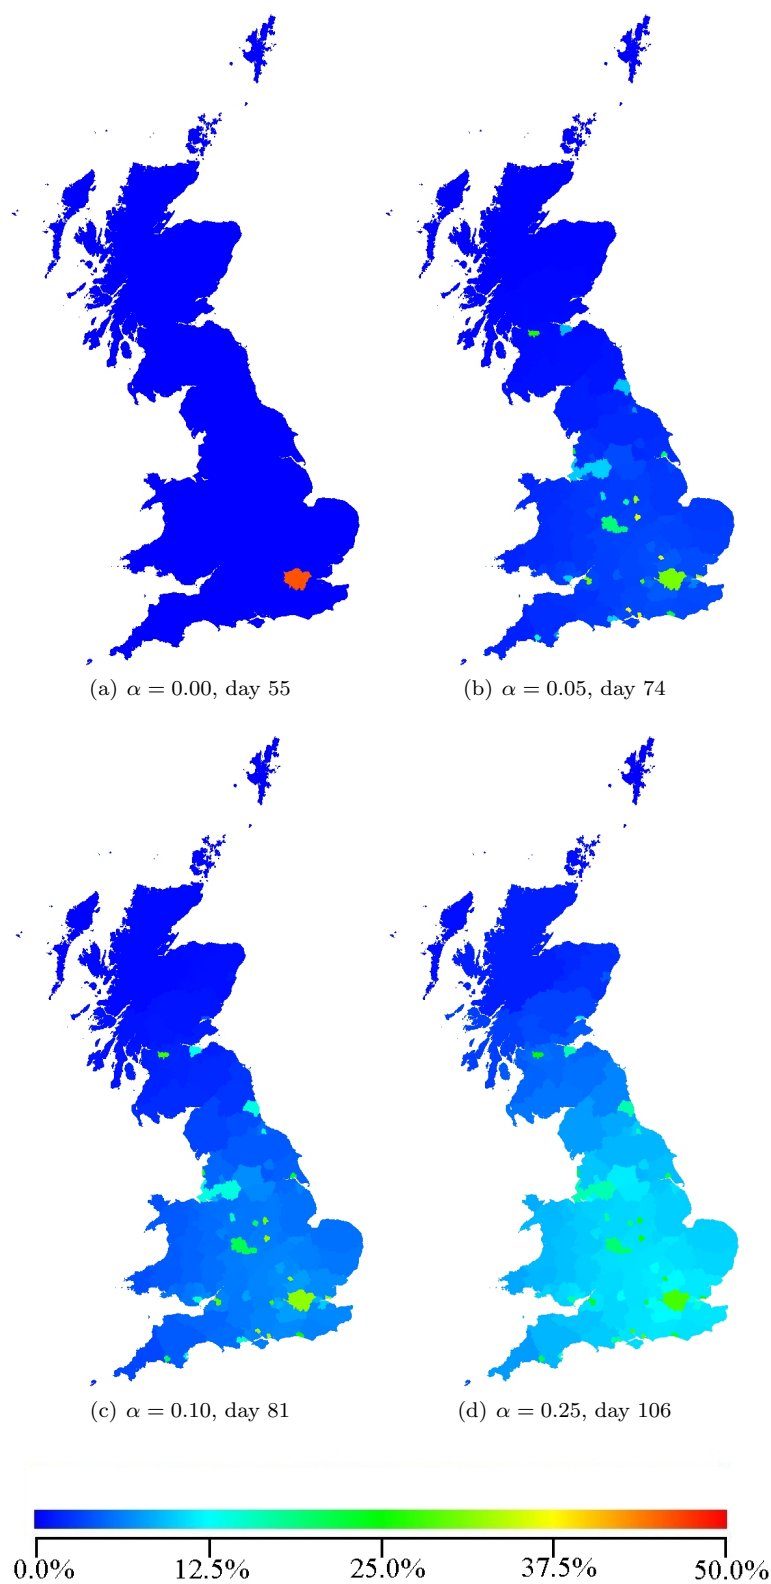 (a) α = 0.00, day 55
(b) α = 0.05, day 74
(c) α = 0.10, day 81
(d) α = 0.25, day 106
0.0% 12.5% 25.0% 37.5% 50.0%